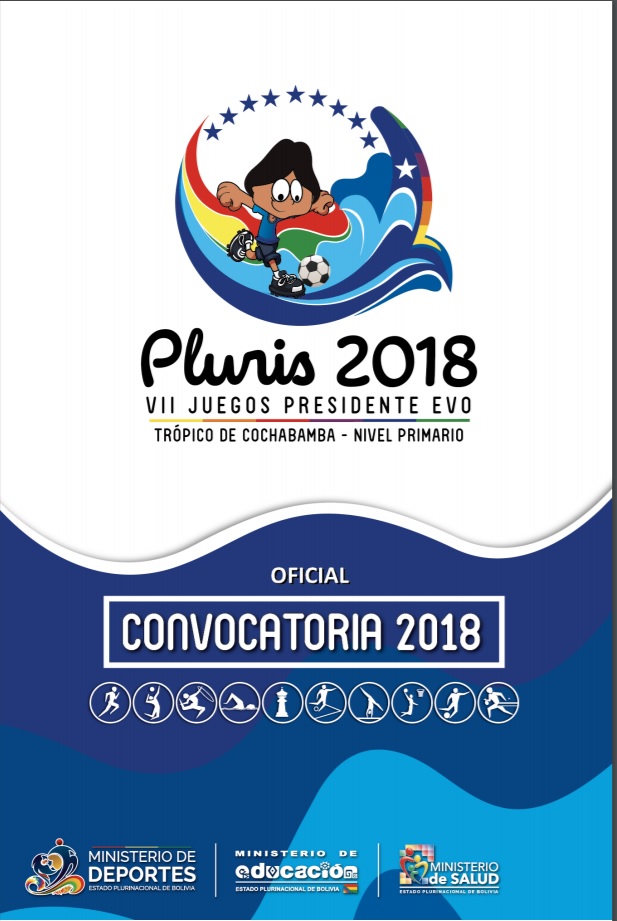 Pluris 2018
VII JUEGOS PRESIDENTE EVO
TRÓPICO DE COCHABAMBA - NIVEL PRIMARIO
OFICIAL
CONVOCATORIA 2018
MINISTERIO DE
DEPORTES
ESTADO PLURINACIONAL DE BOLIVIA
MINISTERIO DE
educación
ESTADO PLURINACIONAL DE BOLIVIA
MINISTERIO
de SALUD
ESTADO PLURINACIONAL DE BOLIVIA